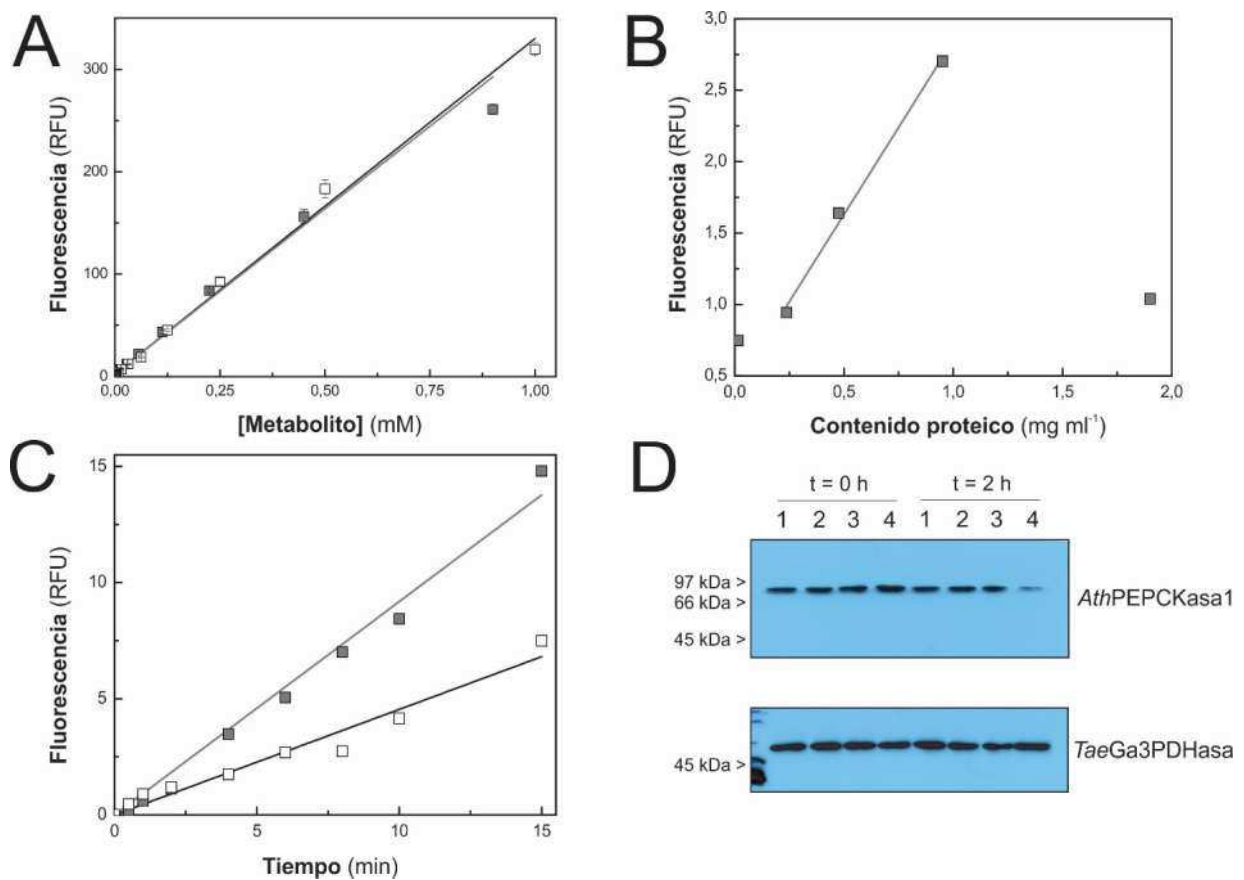 A
Fluorescencia (RFU)
300
200
100
0
0,00
0,25
0,50
0,75
1,00
[Metabolito] (mM)
B
Fluorescencia (RFU)
3,0
2,5
2,0
1,5
1,0
0,5
0,0
0,5
1,0
1,5
2,0
Contenido proteico (mg ml⁻¹)
C
Fluorescencia (RFU)
15
10
5
0
0
5
10
15
Tiempo (min)
D
t = 0 h
t = 2 h
1 2 3 4 1 2 3 4
97 kDa >
66 kDa >
45 kDa >
AthPEPCKasa1
45 kDa >
TaeGa3PDHasa